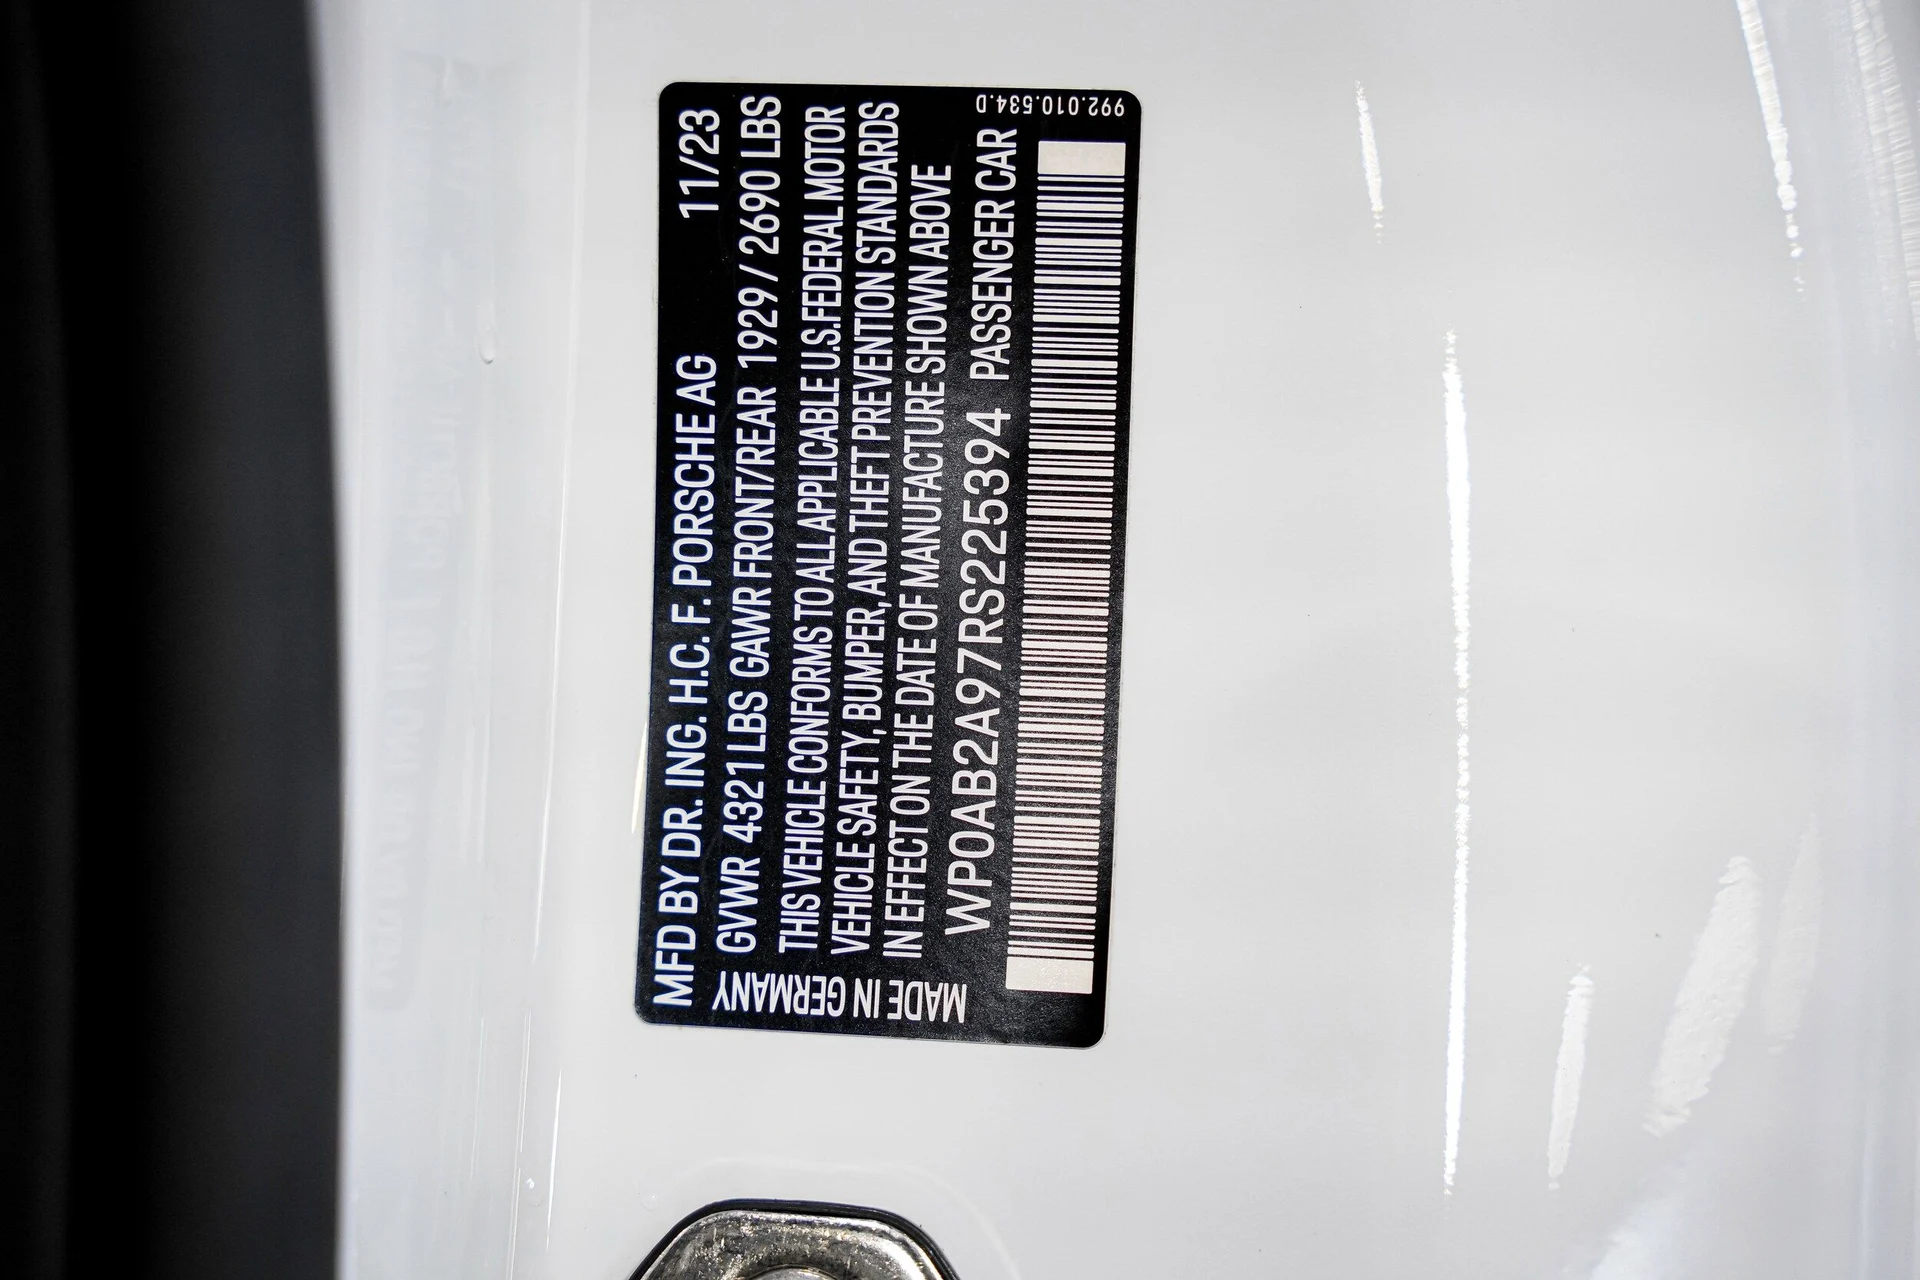 MFD BY DR. ING. H.C. F. PORSCHE AG 11/23
GVWR 4321 LBS GAWR FRONT/REAR 1929 / 2690 LBS
THIS VEHICLE CONFORMS TO ALL APPLICABLE U.S. FEDERAL MOTOR
VEHICLE SAFETY, BUMPER, AND THEFT PREVENTION STANDARDS
IN EFFECT ON THE DATE OF MANUFACTURE SHOWN ABOVE
WP0AB2A97RS225394 PASSENGER CAR
MADE IN GERMANY
992.010.534.D